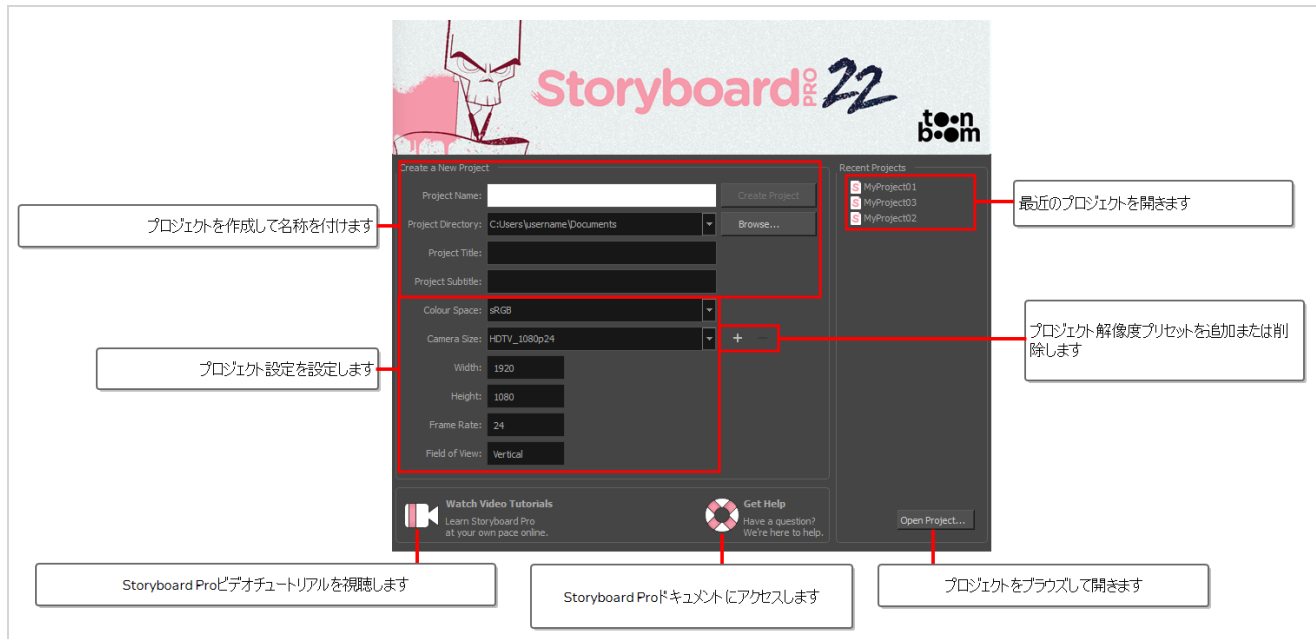 Storyboard PRO 22
toon boom
Create a New Project
Project Name:
Create Project
Project Directory: C:\Users\username\Documents
Browse...
Project Title:
Project Subtitle:
Colour Space: sRGB
Camera Size: HDTV_1080p24
+ −
Width: 1920
Height: 1080
Frame Rate: 24
Field of View: Vertical
Recent Projects
MyProject01
MyProject03
MyProject02
Watch Video Tutorials
Learn Storyboard Pro
at your own pace online.
Get Help
Have a question?
We're here to help.
Open Project...
プロジェクトを作成して名称を付けます
プロジェクト設定を設定します
最近のプロジェクトを開きます
プロジェクト解像度プリセットを追加または削
除します
Storyboard Proビデオチュートリアルを視聴します
Storyboard Proドキュメントにアクセスします
プロジェクトをブラウズして開きます